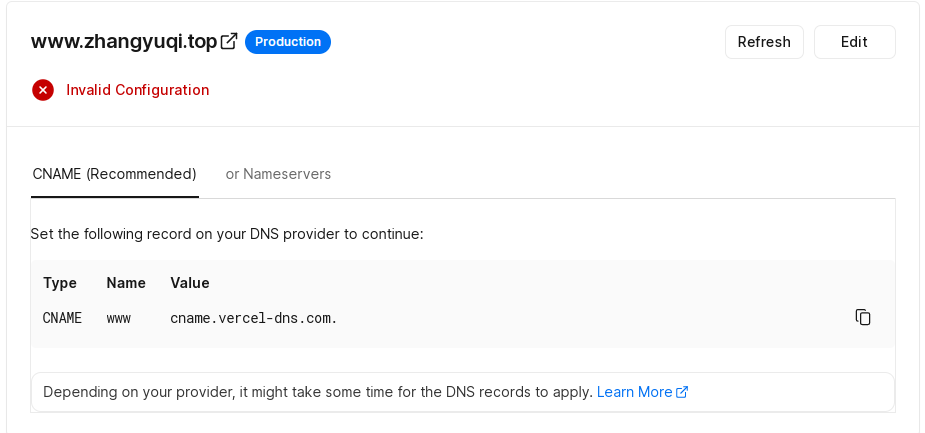 www.zhangyuqi.top Production Refresh Edit
Invalid Configuration
CNAME (Recommended) or Nameservers
Set the following record on your DNS provider to continue:
Type Name Value
CNAME www cname.vercel-dns.com.
Depending on your provider, it might take some time for the DNS records to apply. Learn More